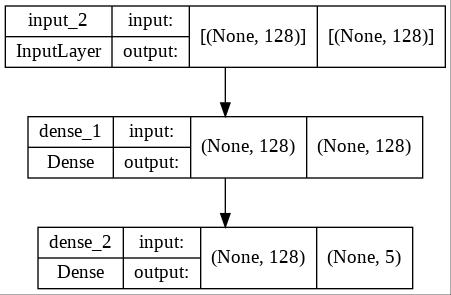 input_2 input: [(None, 128)] [(None, 128)]
InputLayer output:
dense_1 input: (None, 128) (None, 128)
Dense output:
dense_2 input: (None, 128) (None, 5)
Dense output: